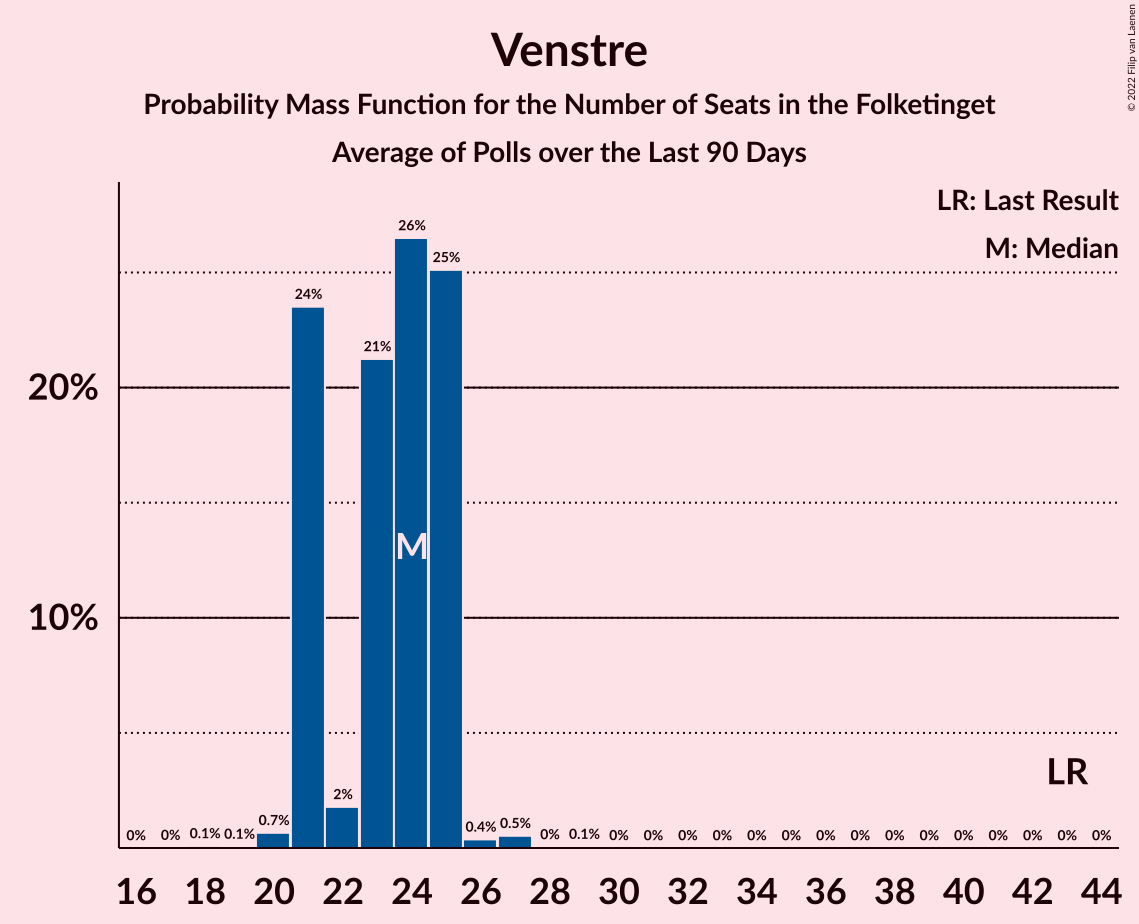 Venstre
Probability Mass Function for the Number of Seats in the Folketinget
Average of Polls over the Last 90 Days
© 2022 Filip van Laenen
LR: Last Result
M: Median
26%
25%
24%
21%
20%
M
10%
LR
0% 0% 0.1% 0.1% 0.7% 2% 0.4% 0.5% 0% 0.1% 0% 0% 0% 0% 0% 0% 0% 0% 0% 0% 0% 0% 0% 0% 0%
16 18 20 22 24 26 28 30 32 34 36 38 40 42 44